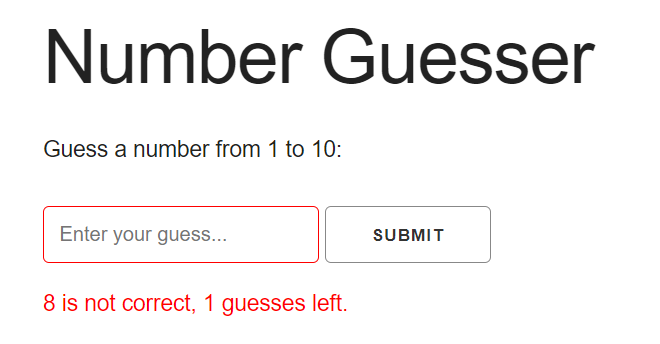 Number Guesser
Guess a number from 1 to 10:
Enter your guess...
SUBMIT
8 is not correct, 1 guesses left.